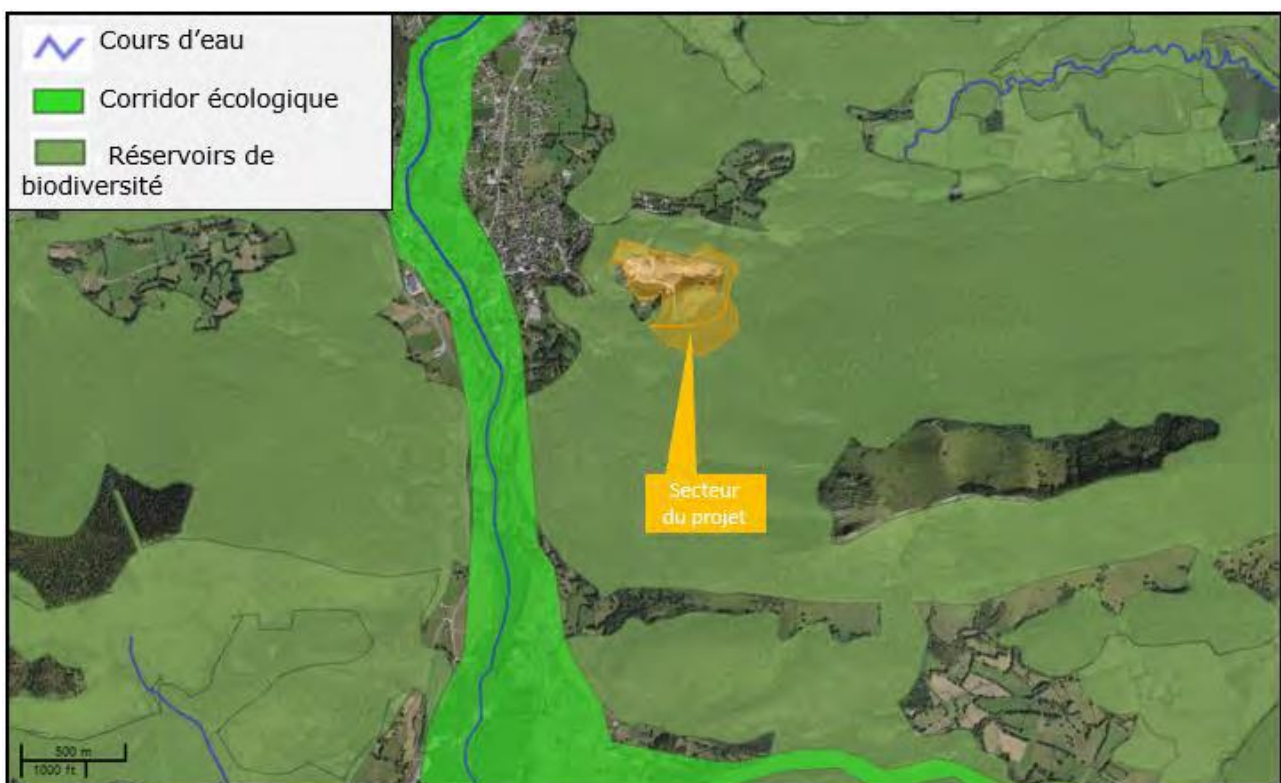 Cours d'eau
Corridor écologique
Réservoirs de
biodiversité
Secteur
du projet
500 m
1000 ft